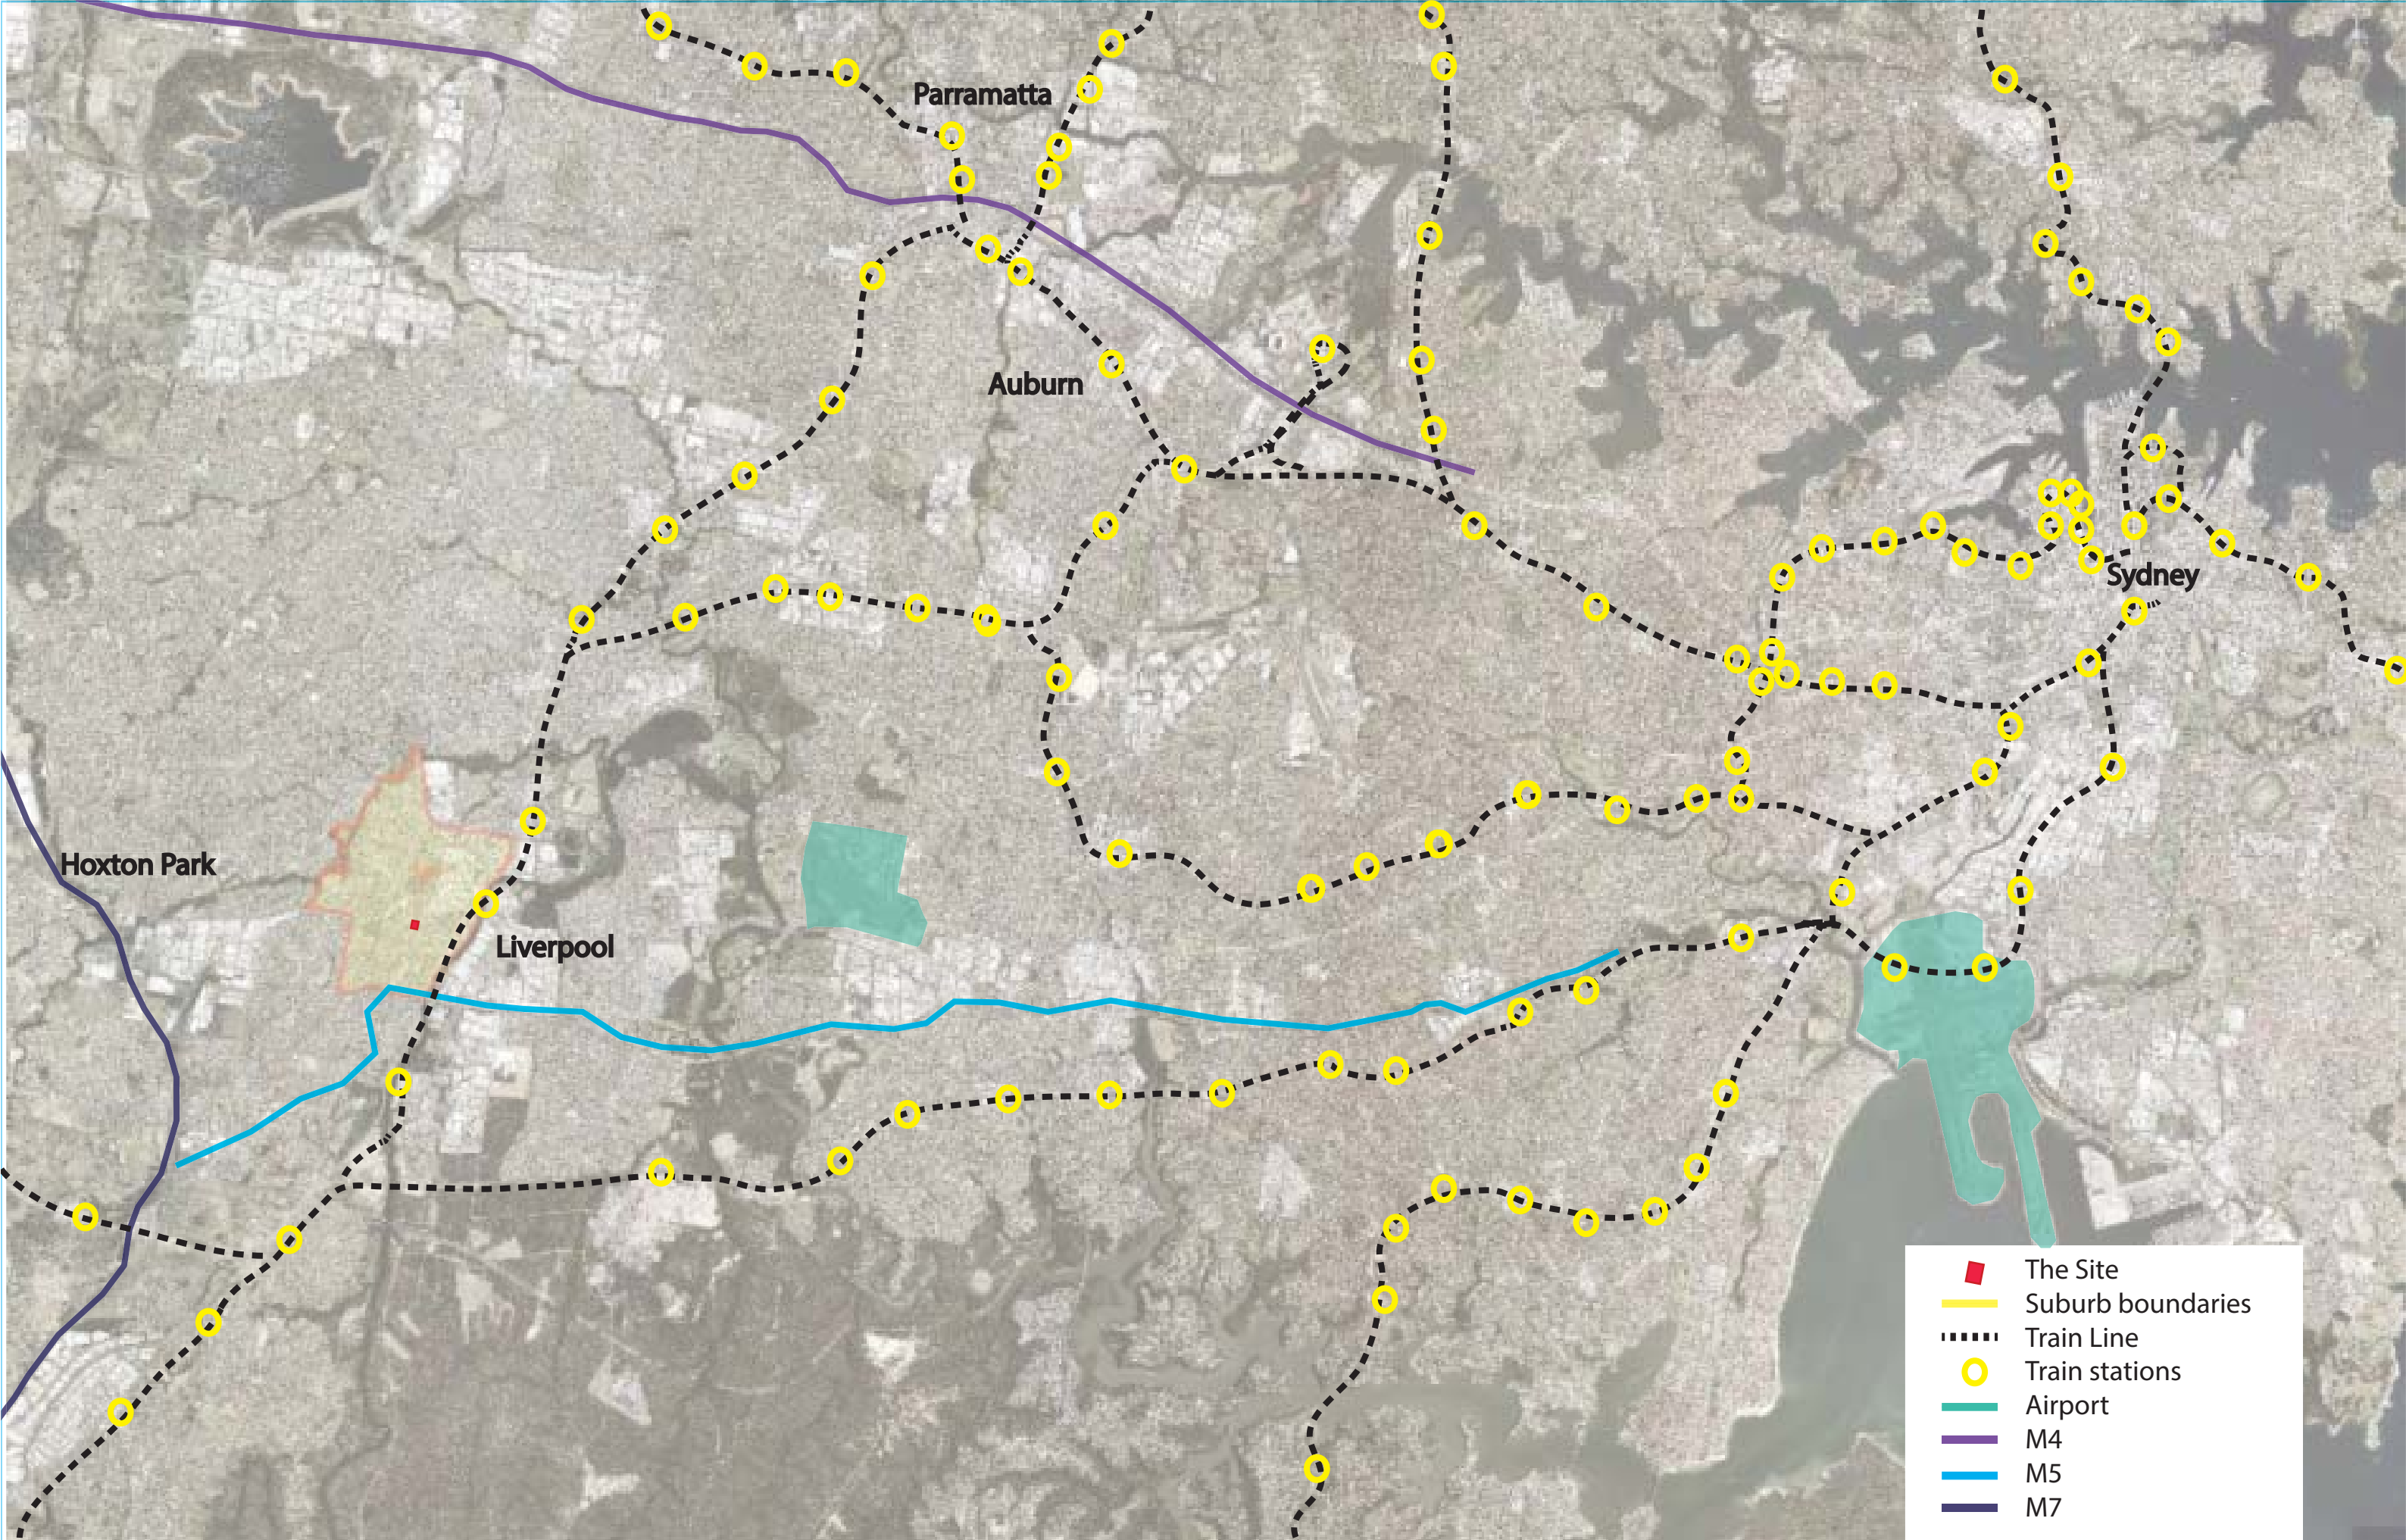 Parramatta
Auburn
Sydney
Hoxton Park
Liverpool
The Site
Suburb boundaries
Train Line
Train stations
Airport
M4
M5
M7